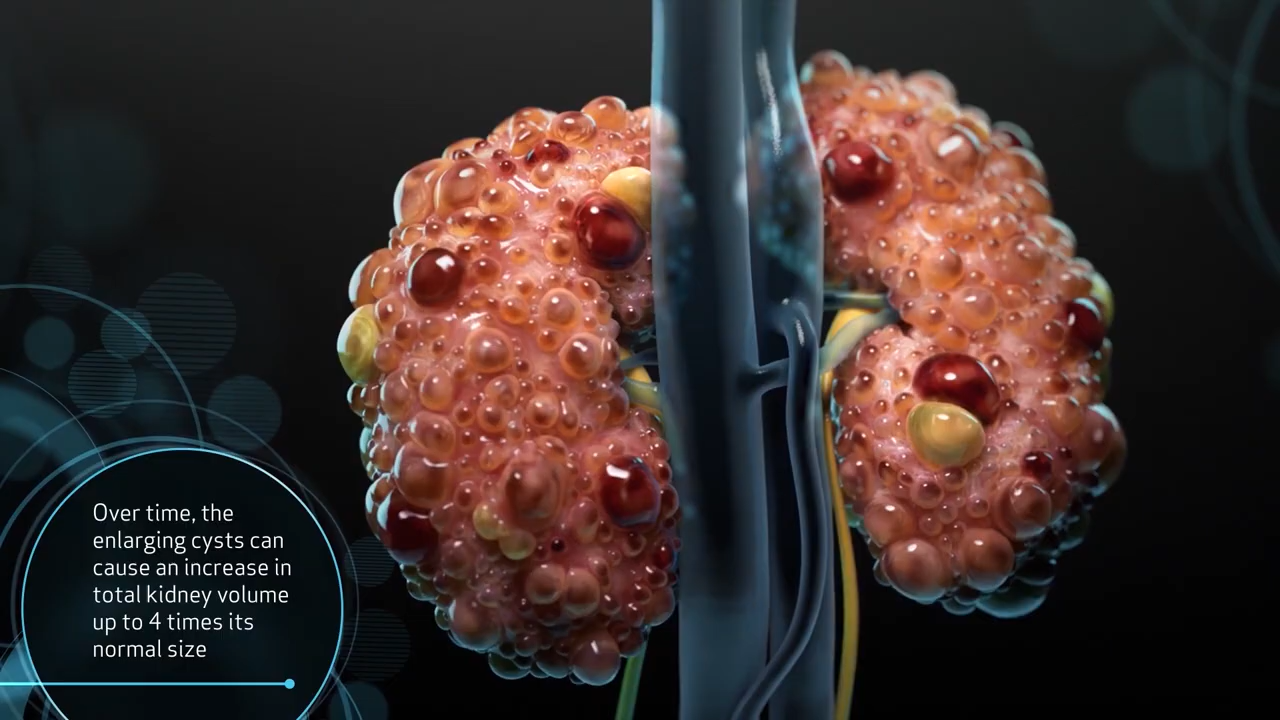 Over time, the
enlarging cysts can
cause an increase in
total kidney volume
up to 4 times its
normal size